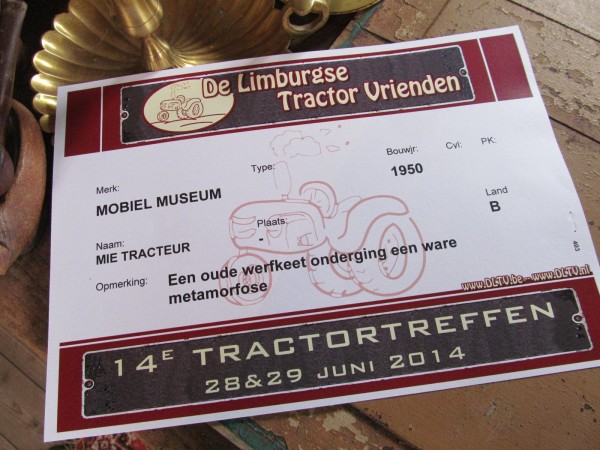 De Limburgse
Tractor Vrienden
Merk: Type: Bouwjr: Cvl: PK:
MOBIEL MUSEUM 1950
Naam: Plaats: Land
MIE TRACTEUR - B
Opmerking: Een oude werfkeet onderging een ware
metamorfose
www.DLTV.be -- www.DLTV.nl
463
14E TRACTORTREFFEN
28&29 JUNI 2014